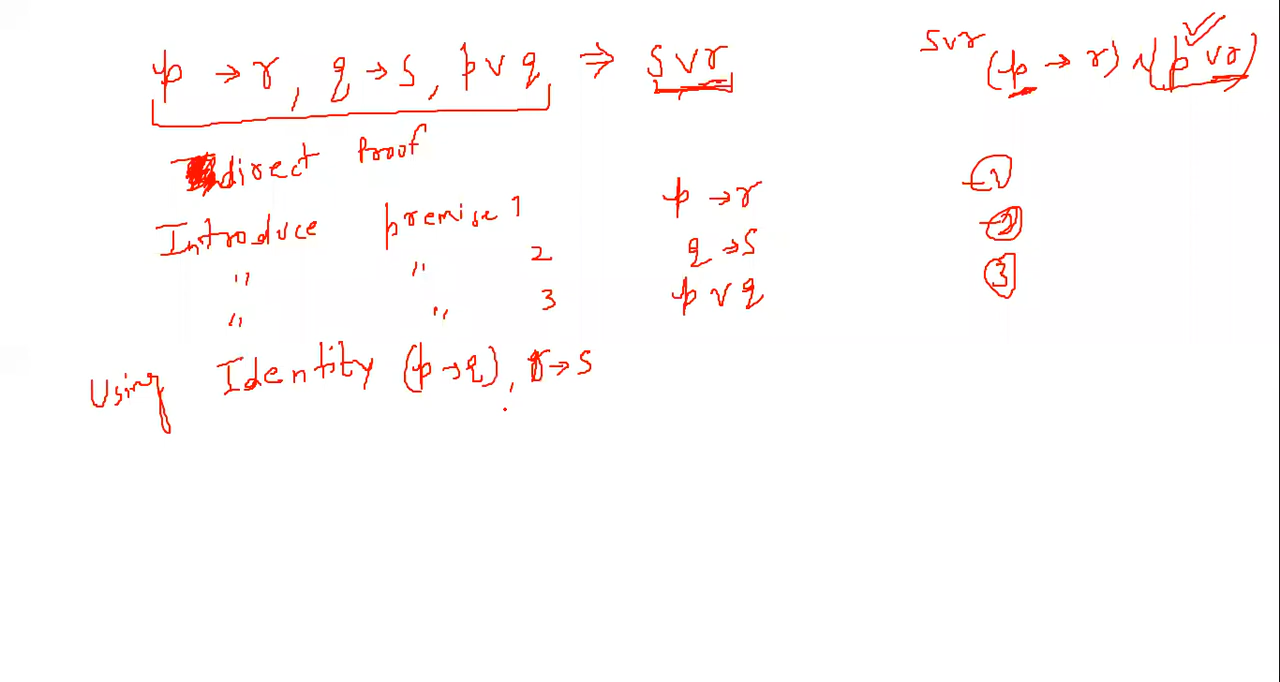 p → r, q → s, p ∨ q ⇒ s ∨ r
s∨r (p → r) ∨ (p ∨ r)
direct Proof
Introduce premise 1 p → r —1
" " 2 q → s —2
" " 3 p ∨ q 3
Using Identity (p → q), r → s